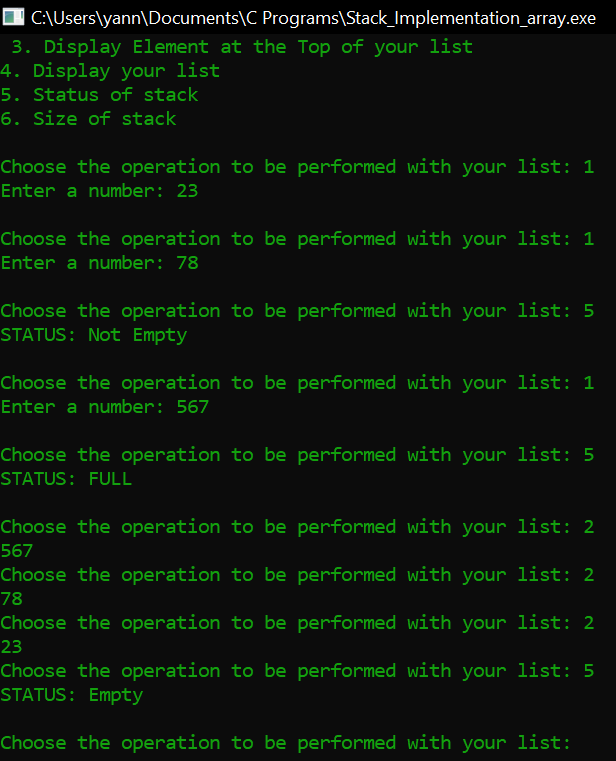 C:\Users\yann\Documents\C Programs\Stack_Implementation_array.exe
3. Display Element at the Top of your list
4. Display your list
5. Status of stack
6. Size of stack
Choose the operation to be performed with your list: 1
Enter a number: 23
Choose the operation to be performed with your list: 1
Enter a number: 78
Choose the operation to be performed with your list: 5
STATUS: Not Empty
Choose the operation to be performed with your list: 1
Enter a number: 567
Choose the operation to be performed with your list: 5
STATUS: FULL
Choose the operation to be performed with your list: 2
567
Choose the operation to be performed with your list: 2
78
Choose the operation to be performed with your list: 2
23
Choose the operation to be performed with your list: 5
STATUS: Empty
Choose the operation to be performed with your list: